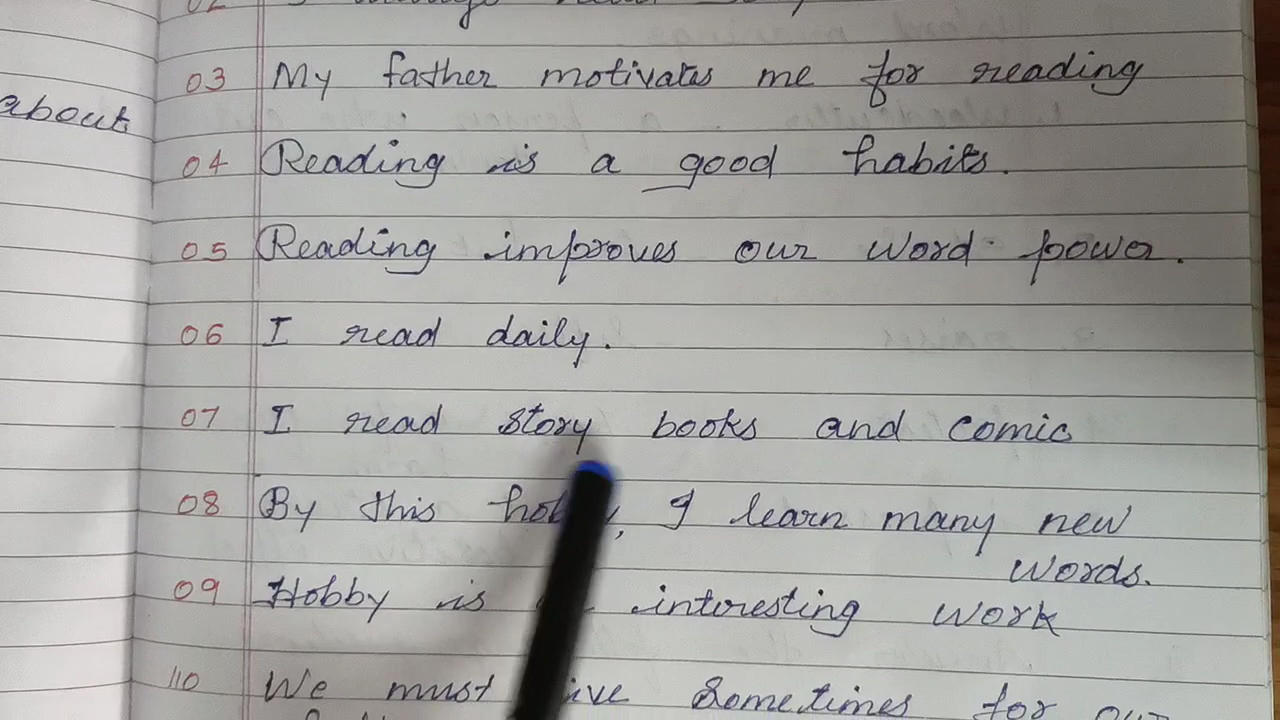 about
03 My father motivates me for reading
04 Reading is a good habits.
05 Reading improves our word power.
06 I read daily.
07 I read story books and comic
08 By this I learn many new
words.
09 Hobby is interesting work
10 We must sometimes for our